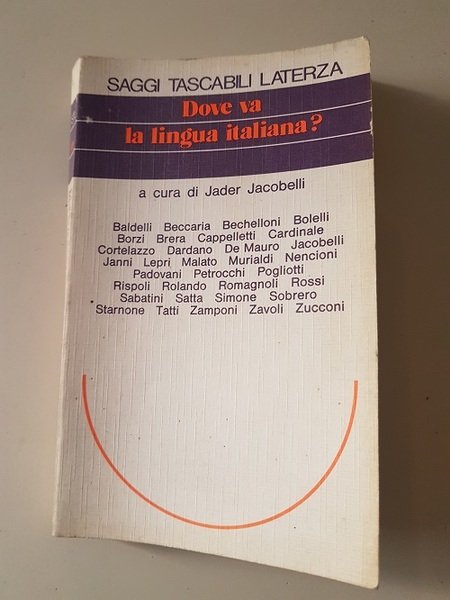 SAGGI TASCABILI LATERZA
Dove va
la lingua italiana?
a cura di Jader Jacobelli
Baldelli Beccaria Bechelloni Bolelli
Borzi Brera Cappelletti Cardinale
Cortelazzo Dardano De Mauro Jacobelli
Janni Lepri Malato Murialdi Nencioni
Padovani Petrocchi Pogliotti
Rispoli Rolando Romagnoli Rossi
Sabatini Satta Simone Sobrero
Starnone Tatti Zamponi Zavoli Zucconi